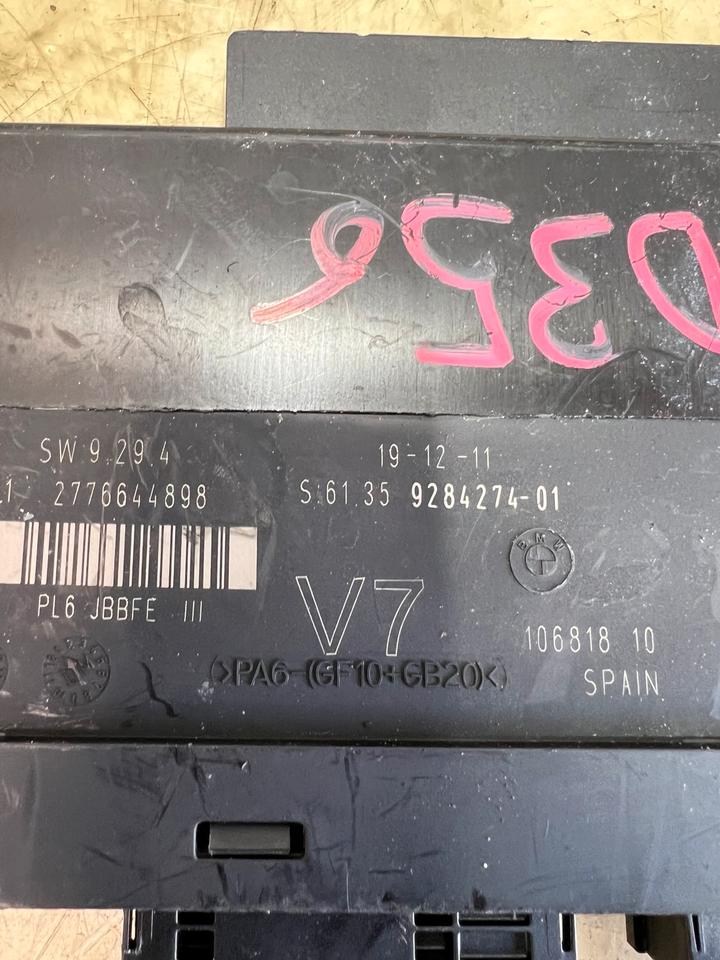 SW 9.29.4
19-12-11
2776644898
S:61.35 9284274-01
BMW
PL6 JBBFE III
V7
106818 10
(>PA6-(GF10+GB20)<)
SPAIN